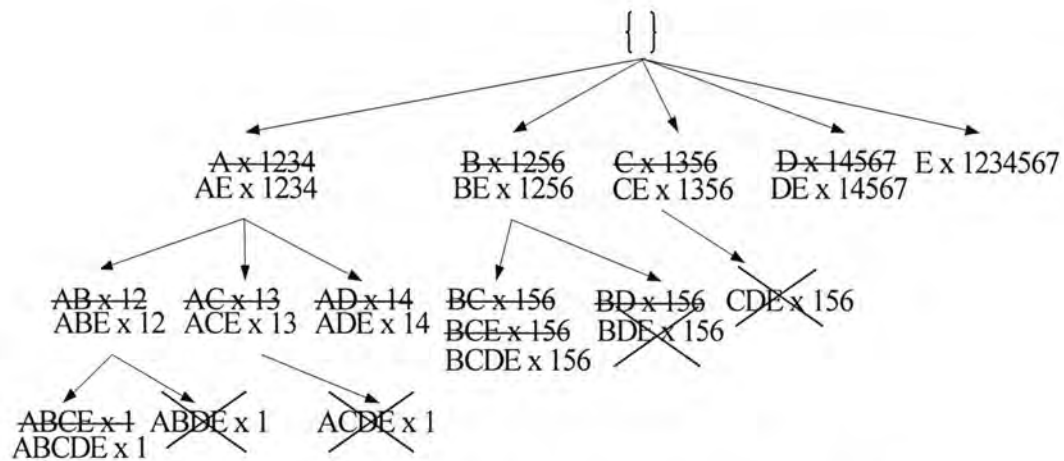 { }
A x 1234 B x 1256 C x 1356 D x 14567 E x 1234567
AE x 1234 BE x 1256 CE x 1356 DE x 14567
AB x 12 AC x 13 AD x 14 BC x 156 BD x 156 CDE x 156
ABE x 12 ACE x 13 ADE x 14 BCE x 156 BDE x 156
BCDE x 156
ABCE x 1 ABDE x 1 ACDE x 1
ABCDE x 1